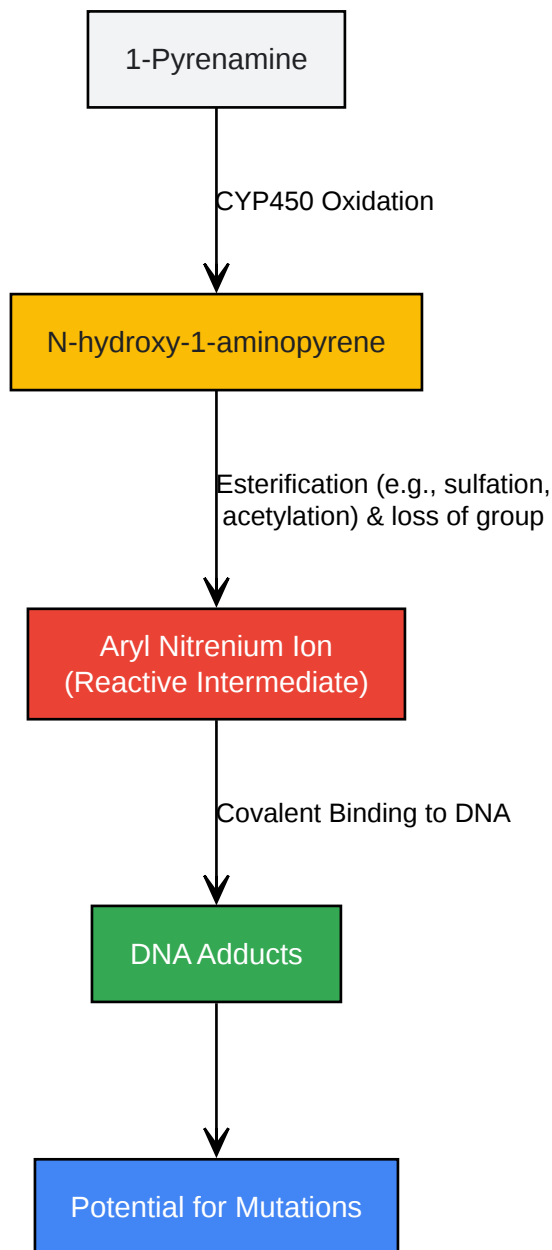 1-Pyrenamine
CYP450 Oxidation
N-hydroxy-1-aminopyrene
Esterification (e.g., sulfation,
acetylation) & loss of group
Aryl Nitrenium Ion
(Reactive Intermediate)
Covalent Binding to DNA
DNA Adducts
Potential for Mutations